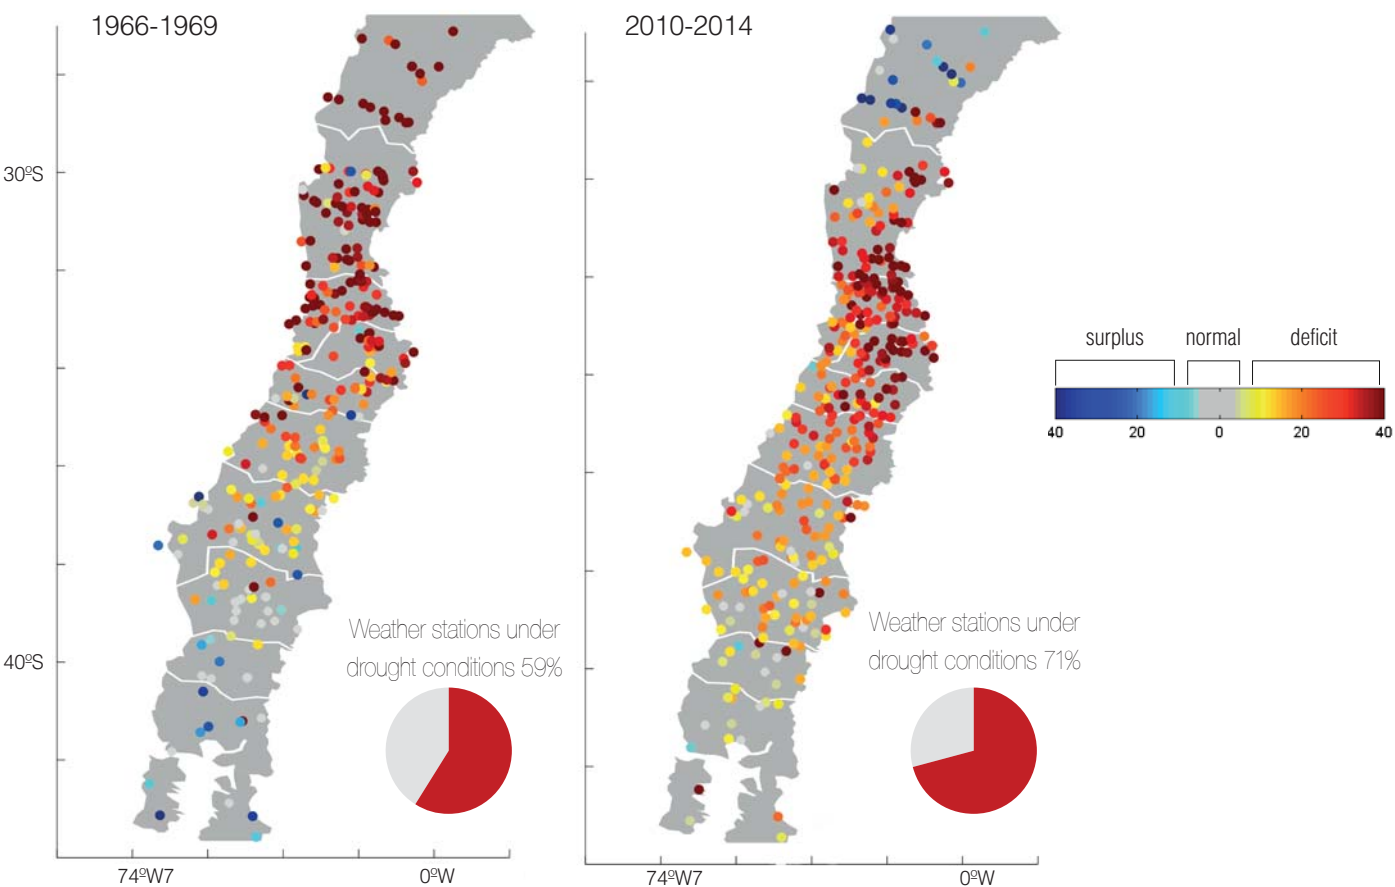 1966-1969
2010-2014
30ºS
40ºS
surplus
normal
deficit
40
20
0
20
40
Weather stations under
drought conditions 59%
Weather stations under
drought conditions 71%
74ºW7
0ºW
74ºW7
0ºW